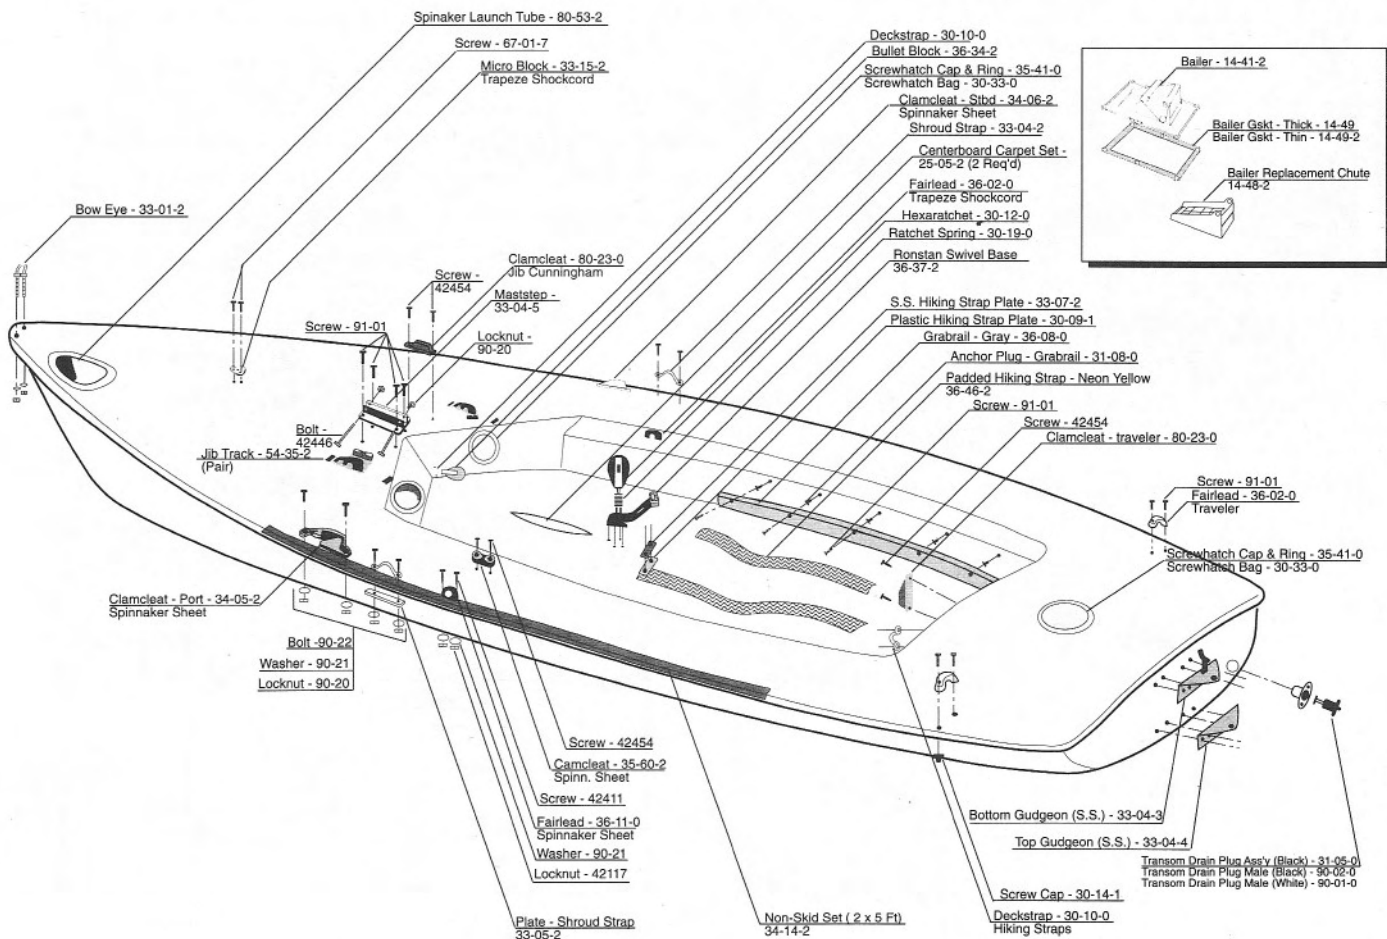 Spinaker Launch Tube - 80-53-2
Screw - 67-01-7
Micro Block - 33-15-2
Trapeze Shockcord
Bow Eye - 33-01-2
Deckstrap - 30-10-0
Bullet Block - 36-34-2
Screwhatch Cap & Ring - 35-41-0
Screwhatch Bag - 30-33-0
Clamcleat - Stbd - 34-06-2
Spinnaker Sheet
Shroud Strap - 33-04-2
Centerboard Carpet Set -
25-05-2 (2 Req'd)
Fairlead - 36-02-0
Trapeze Shockcord
Hexaratchet - 30-12-0
Ratchet Spring - 30-19-0
Ronstan Swivel Base
36-37-2
S.S. Hiking Strap Plate - 33-07-2
Plastic Hiking Strap Plate - 30-09-1
Grabrail - Gray - 36-08-0
Anchor Plug - Grabrail - 31-08-0
Padded Hiking Strap - Neon Yellow
36-46-2
Screw - 91-01
Screw - 42454
Clamcleat - traveler - 80-23-0
Bailer - 14-41-2
Bailer Gskt - Thick - 14-49
Bailer Gskt - Thin - 14-49-2
Bailer Replacement Chute
14-48-2
Clamcleat - 80-23-0
Jib Cunningham
Screw -
42454
Maststep -
33-04-5
Screw - 91-01
Locknut -
90-20
Bolt -
42446
Jib Track - 54-35-2
(Pair)
Screw - 91-01
Fairlead - 36-02-0
Traveler
Screwhatch Cap & Ring - 35-41-0
Screwhatch Bag - 30-33-0
Clamcleat - Port - 34-05-2
Spinnaker Sheet
Bolt -90-22
Washer - 90-21
Locknut - 90-20
Screw - 42454
Camcleat - 35-60-2
Spinn. Sheet
Screw - 42411
Fairlead - 36-11-0
Spinnaker Sheet
Washer - 90-21
Locknut - 42117
Plate - Shroud Strap
33-05-2
Non-Skid Set ( 2 x 5 Ft)
34-14-2
Bottom Gudgeon (S.S.) - 33-04-3
Top Gudgeon (S.S.) - 33-04-4
Transom Drain Plug Ass'y (Black) - 31-05-0
Transom Drain Plug Male (Black) - 90-02-0
Transom Drain Plug Male (White) - 90-01-0
Screw Cap - 30-14-1
Deckstrap - 30-10-0
Hiking Straps